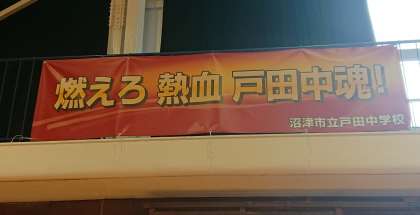 燃えろ 熱血 戸田中魂!
沼津市立戸田中学校